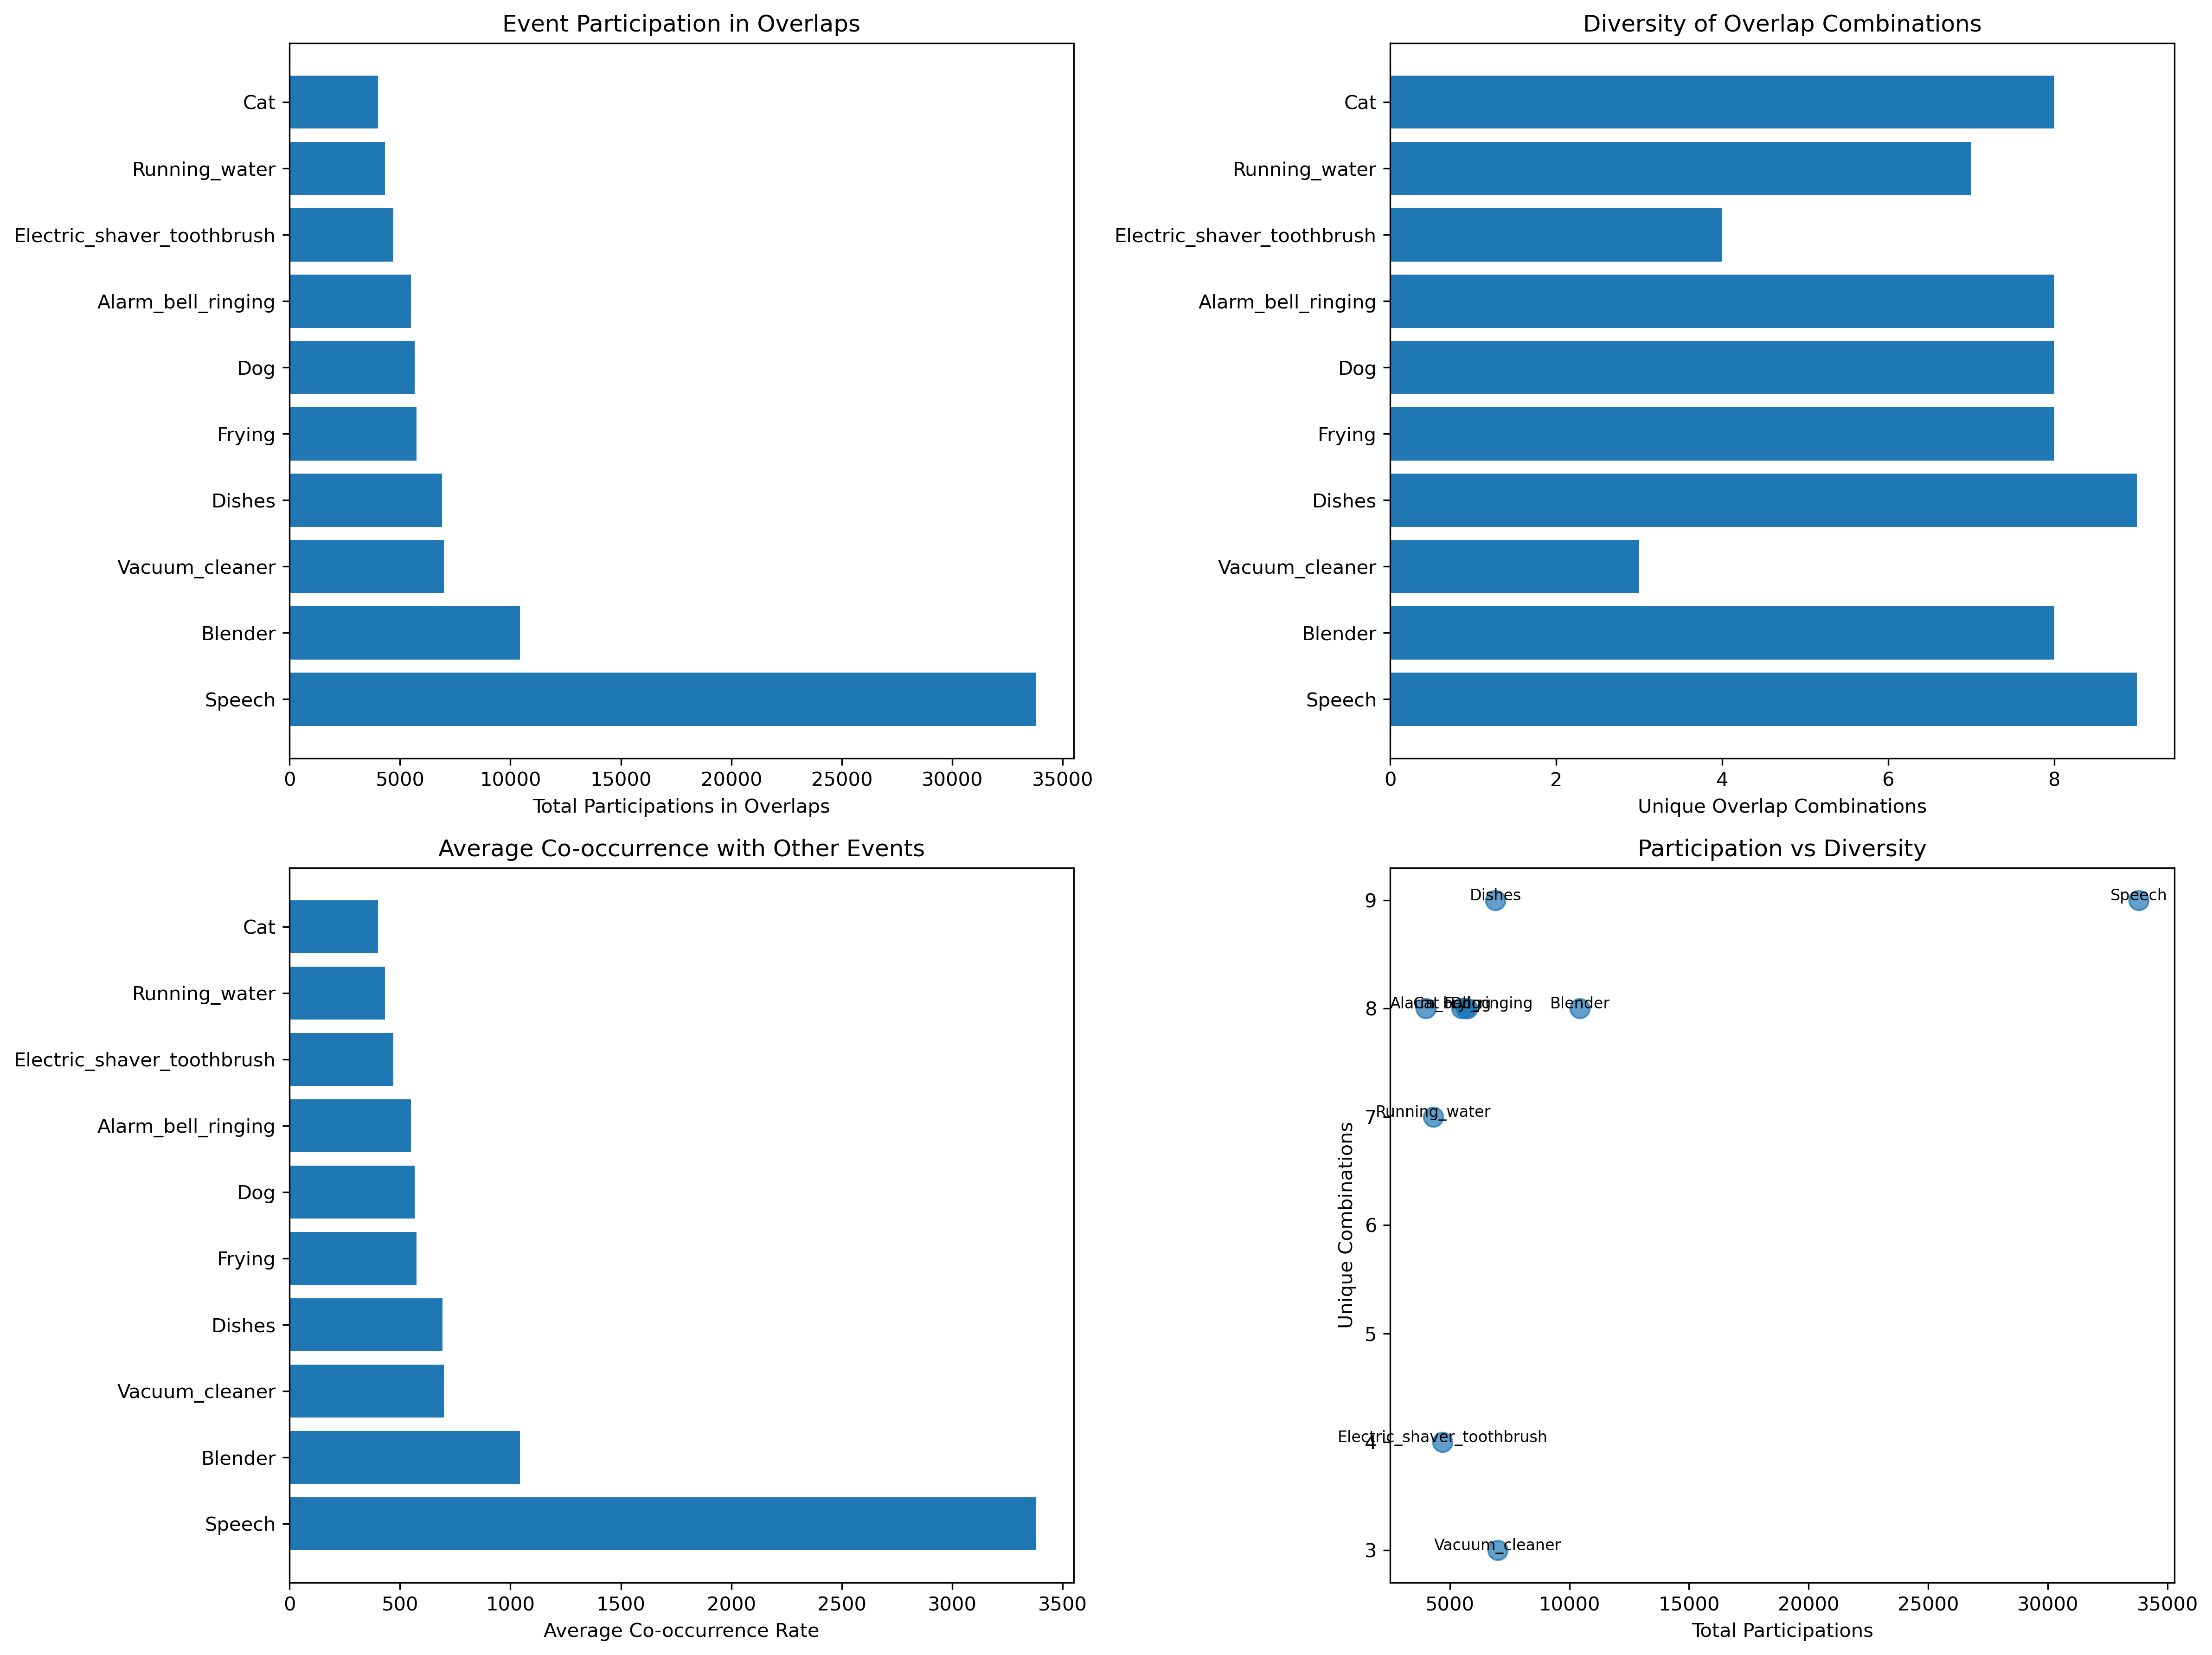 Event Participation in Overlaps
Cat
Running_water
Electric_shaver_toothbrush
Alarm_bell_ringing
Dog
Frying
Dishes
Vacuum_cleaner
Blender
Speech
0 5000 10000 15000 20000 25000 30000 35000
Total Participations in Overlaps
Diversity of Overlap Combinations
Cat
Running_water
Electric_shaver_toothbrush
Alarm_bell_ringing
Dog
Frying
Dishes
Vacuum_cleaner
Blender
Speech
0 2 4 6 8
Unique Overlap Combinations
Average Co-occurrence with Other Events
Cat
Running_water
Electric_shaver_toothbrush
Alarm_bell_ringing
Dog
Frying
Dishes
Vacuum_cleaner
Blender
Speech
0 500 1000 1500 2000 2500 3000 3500
Average Co-occurrence Rate
Participation vs Diversity
Unique Combinations
9
8
7
6
5
4
3
Dishes
Speech
Alarm_bell_ringing
Cat
Frying
Dog
Blender
Running_water
Electric_shaver_toothbrush
Vacuum_cleaner
5000 10000 15000 20000 25000 30000 35000
Total Participations